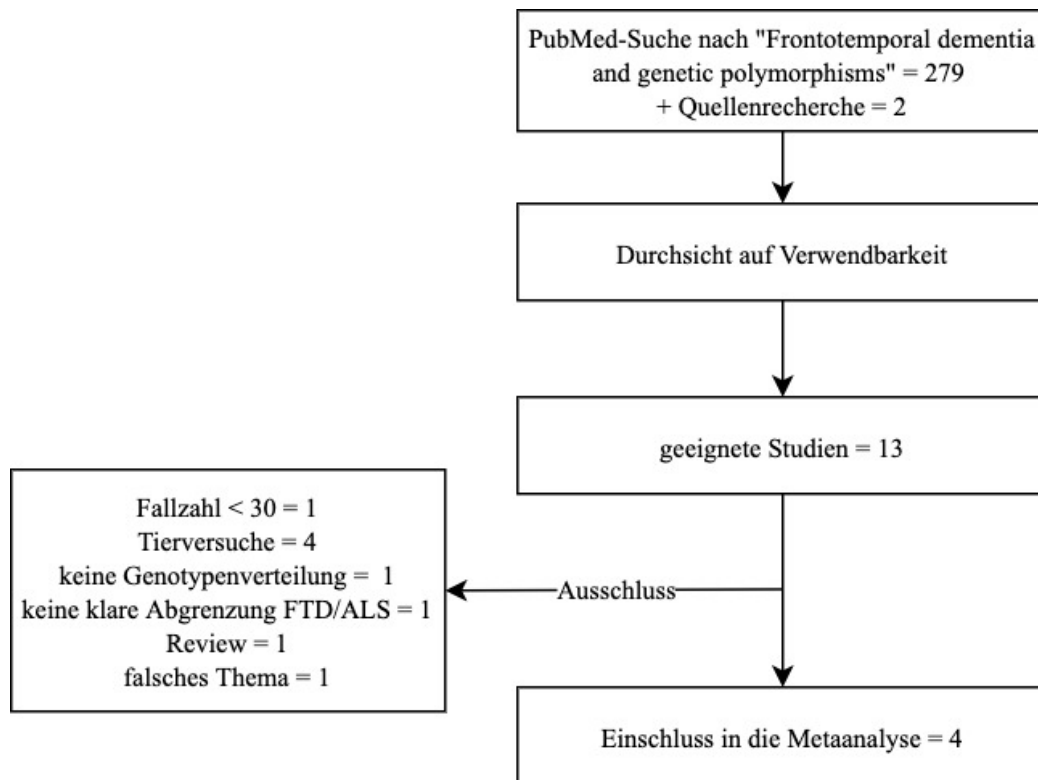 PubMed-Suche nach "Frontotemporal dementia
and genetic polymorphisms" = 279
+ Quellenrecherche = 2
Durchsicht auf Verwendbarkeit
geeignete Studien = 13
Fallzahl < 30 = 1
Tierversuche = 4
keine Genotypenverteilung = 1
keine klare Abgrenzung FTD/ALS = 1
Review = 1
falsches Thema = 1
Ausschluss
Einschluss in die Metaanalyse = 4